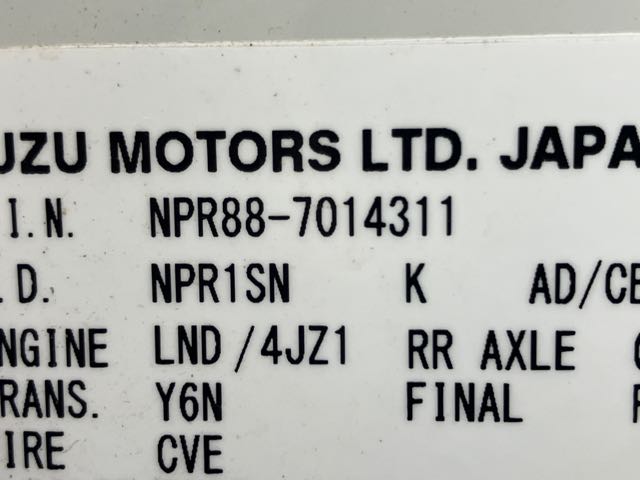 UZU MOTORS LTD. JAPA
I.N. NPR88-7014311
.D. NPR1SN K AD/CE
NGINE LND/4JZ1 RR AXLE
RANS. Y6N FINAL
IRE CVE